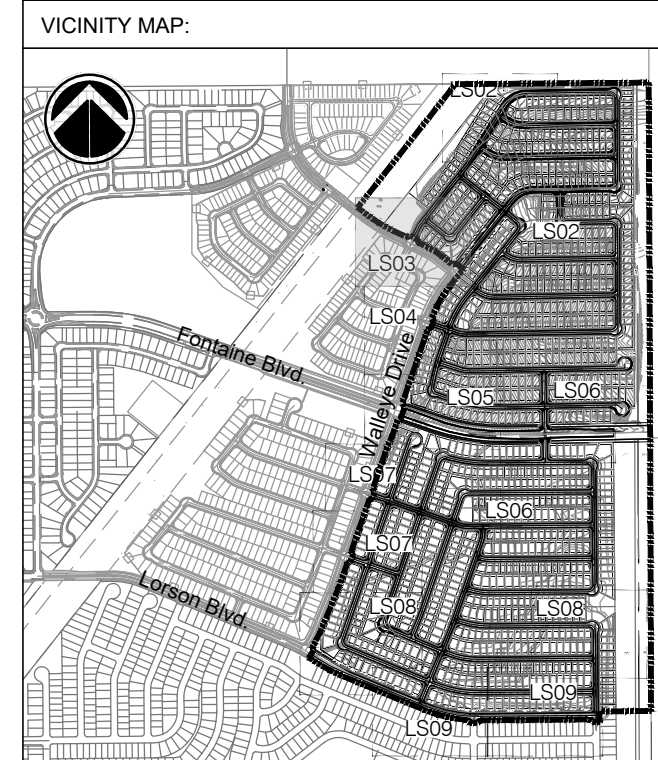 VICINITY MAP:
LS02
LS02
LS03
LS04
Fontaine Blvd.
Walleye Drive
LS05
LS06
LS07
LS06
LS07
LS08
LS08
Lorson Blvd.
LS09
LS09